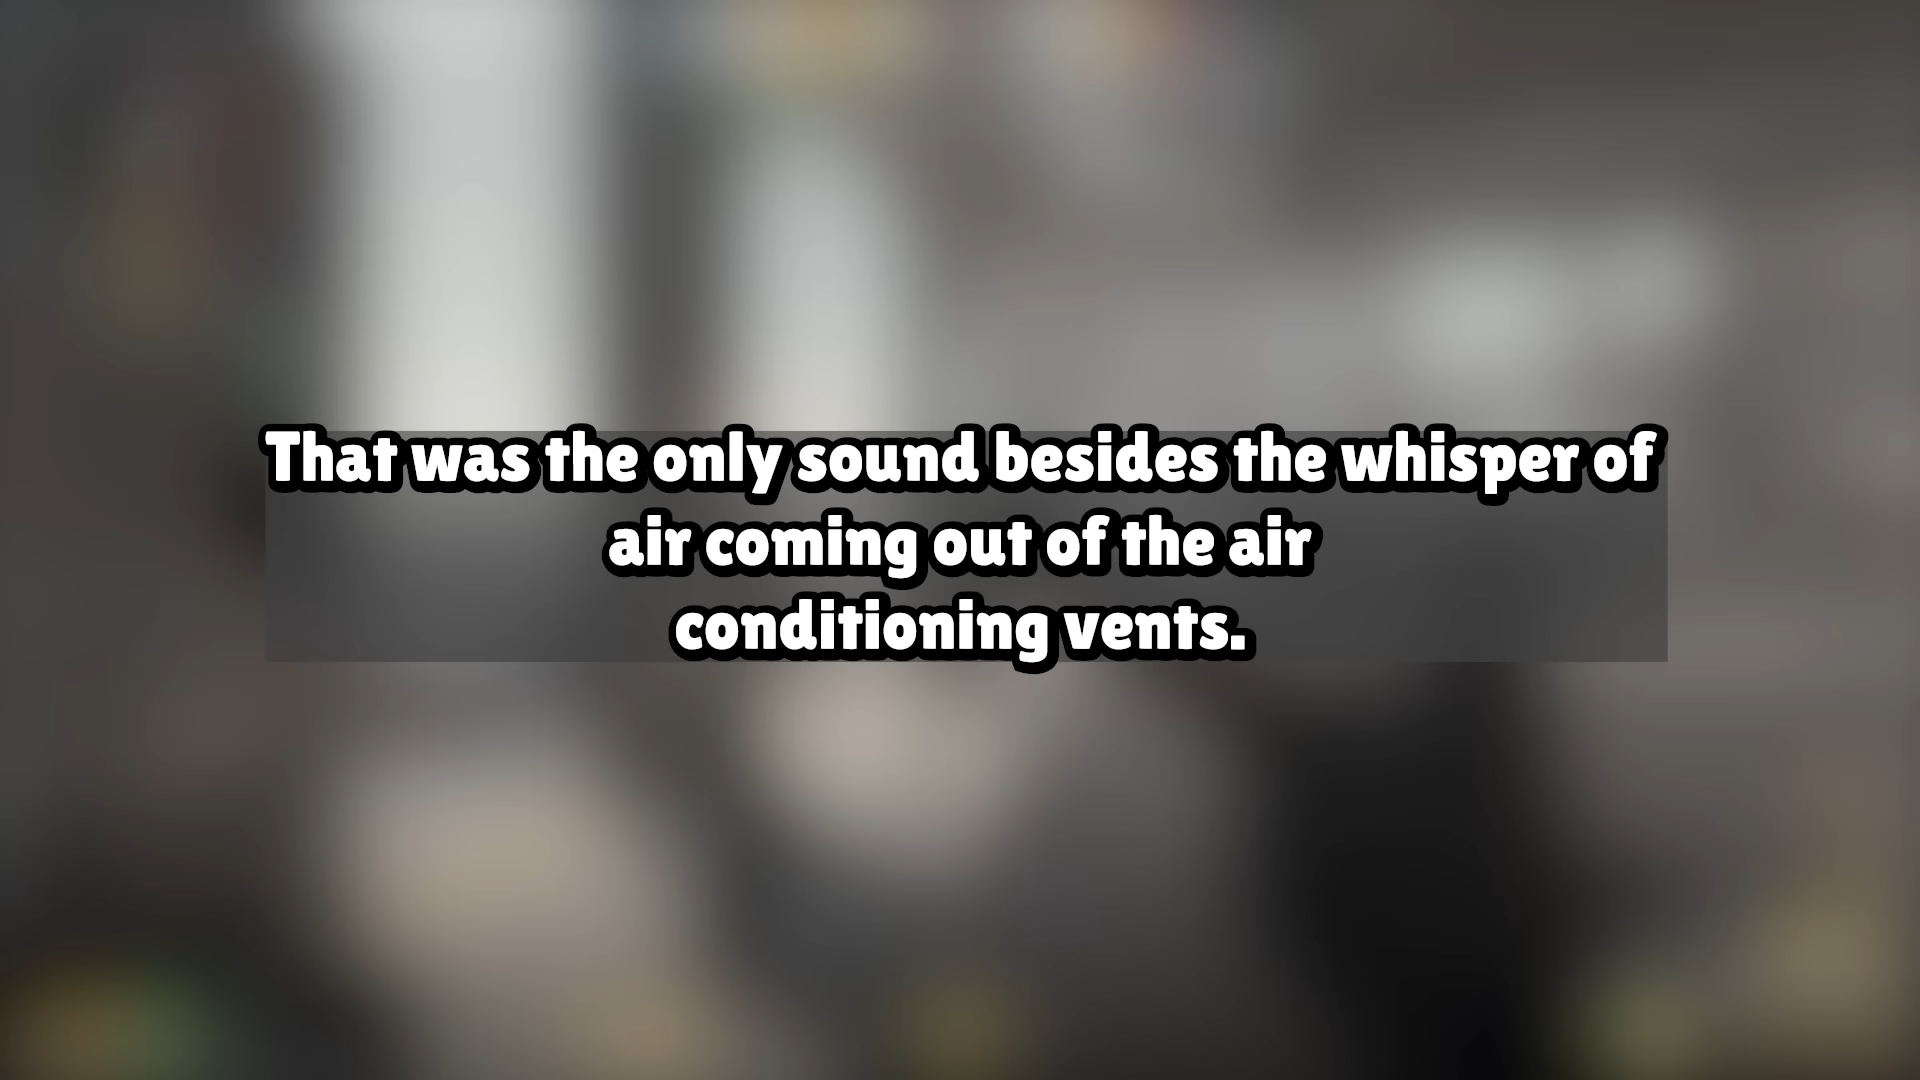 That was the only sound besides the whisper of
air coming out of the air
conditioning vents.